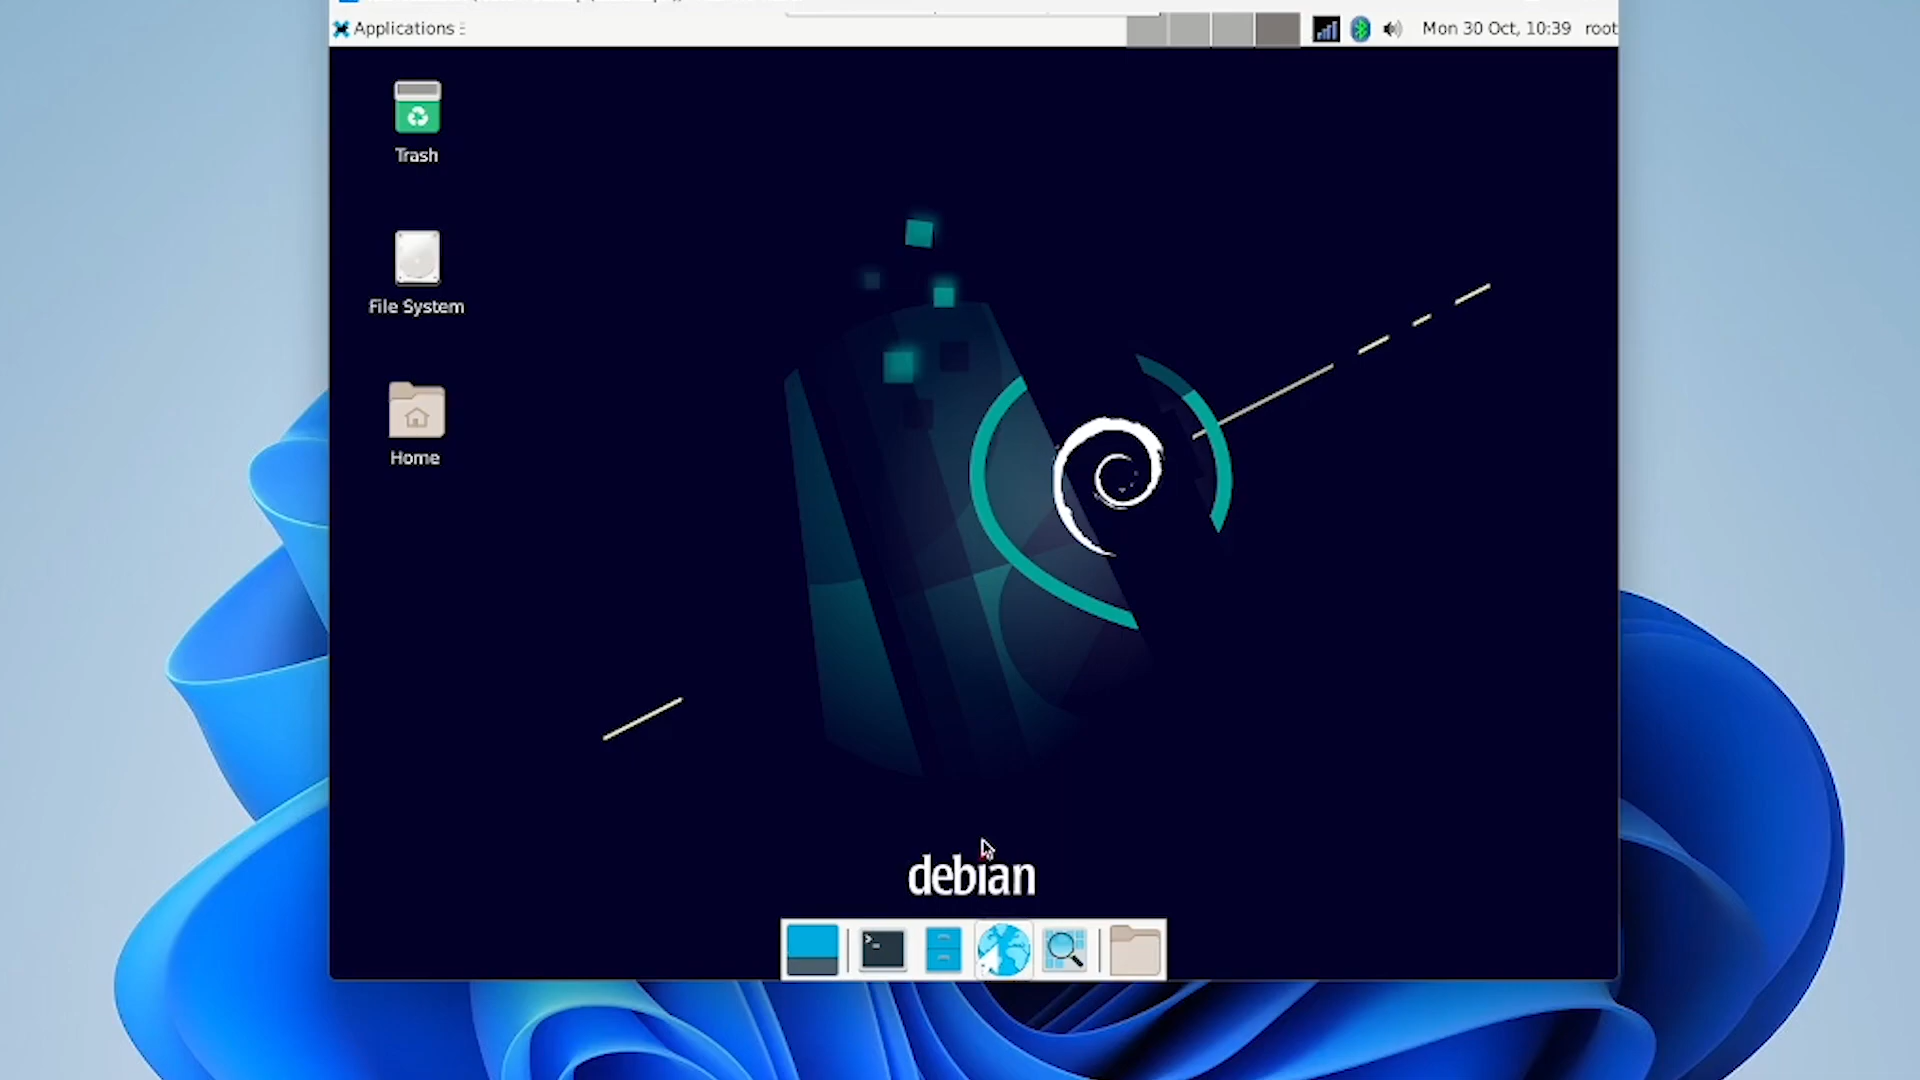 Applications
Mon 30 Oct, 10:39 root
Trash
File System
Home
debian
>_